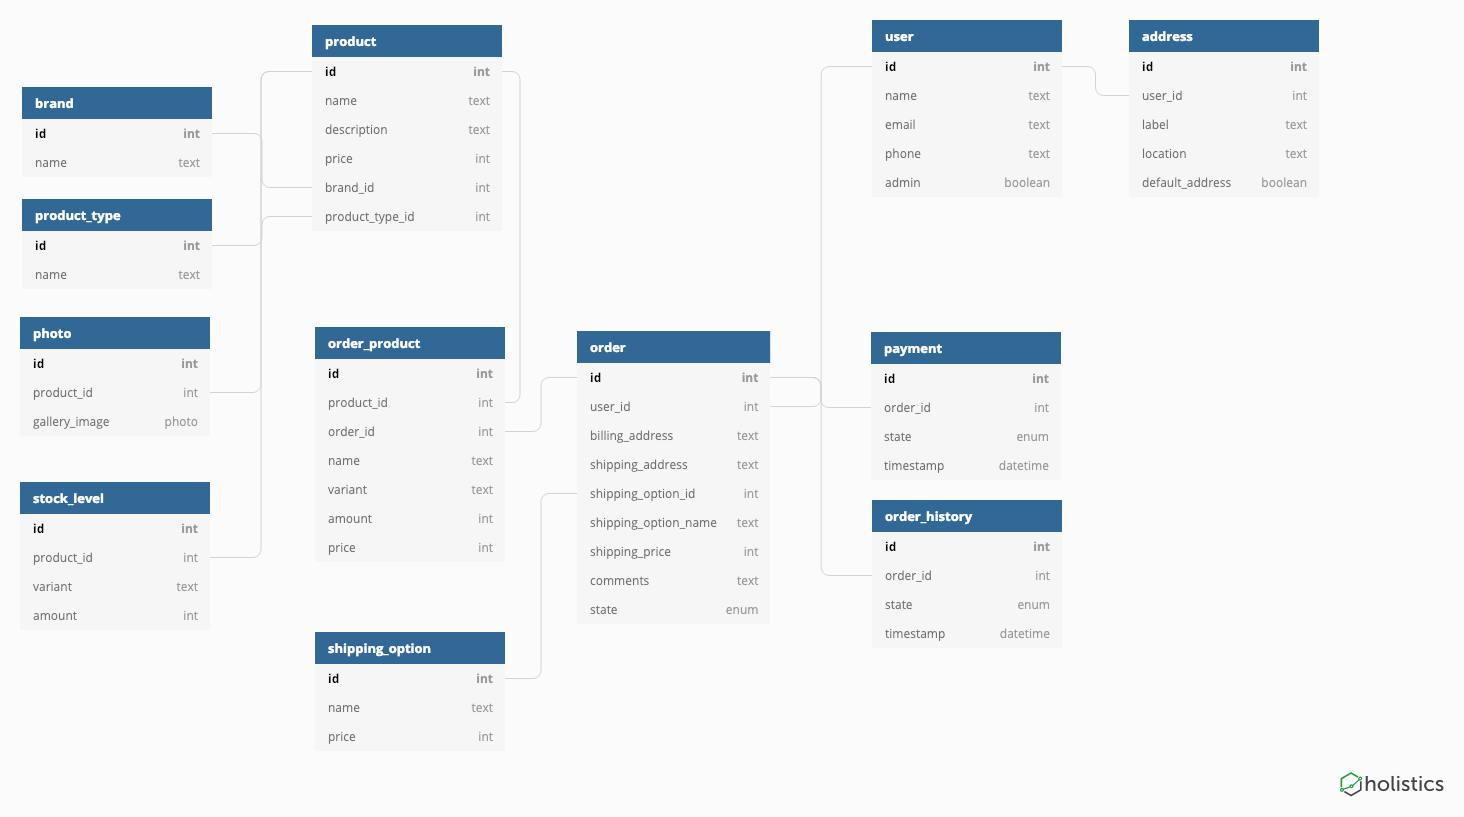 brand
id int
name text
product_type
id int
name text
photo
id int
product_id int
gallery_image photo
stock_level
id int
product_id int
variant text
amount int
product
id int
name text
description text
price int
brand_id int
product_type_id int
order_product
id int
product_id int
order_id int
name text
variant text
amount int
price int
shipping_option
id int
name text
price int
order
id int
user_id int
billing_address text
shipping_address text
shipping_option_id int
shipping_option_name text
shipping_price int
comments text
state enum
user
id int
name text
email text
phone text
admin boolean
payment
id int
order_id int
state enum
timestamp datetime
order_history
id int
order_id int
state enum
timestamp datetime
address
id int
user_id int
label text
location text
default_address boolean
holistics